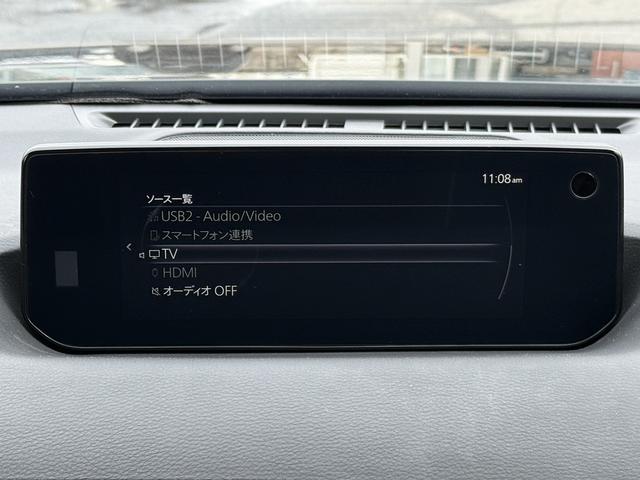 11:08am
ソース一覧
USB2 - Audio/Video
スマートフォン連携
TV
HDMI
オーディオ OFF